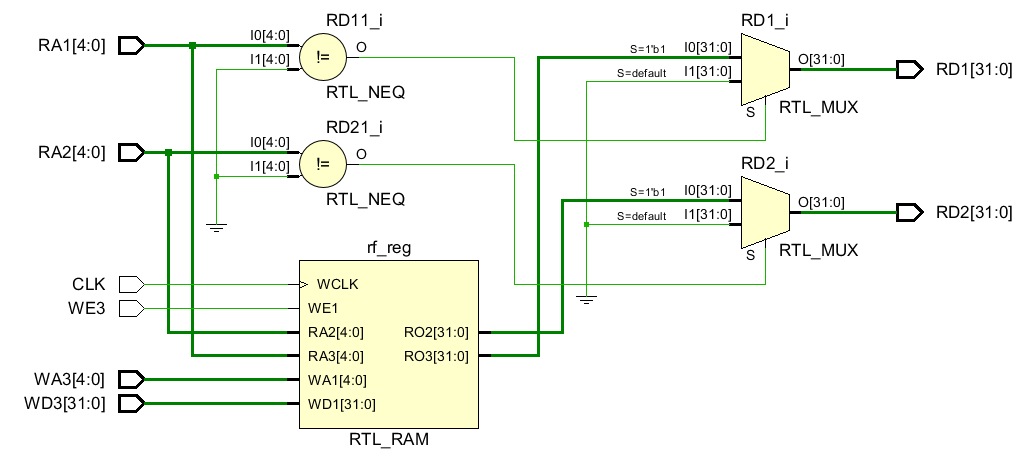 RD11_i
RD1_i
RA1[4:0]
I0[4:0]
O
I1[4:0]
!=
RTL_NEQ
S=1'b1
I0[31:0]
S=default
I1[31:0]
O[31:0]
RD1[31:0]
S
RTL_MUX
RD21_i
RD2_i
RA2[4:0]
I0[4:0]
O
I1[4:0]
!=
RTL_NEQ
S=1'b1
I0[31:0]
S=default
I1[31:0]
O[31:0]
RD2[31:0]
S
RTL_MUX
rf_reg
CLK
WCLK
WE3
WE1
RA2[4:0]
RO2[31:0]
RA3[4:0]
RO3[31:0]
WA3[4:0]
WA1[4:0]
WD3[31:0]
WD1[31:0]
RTL_RAM